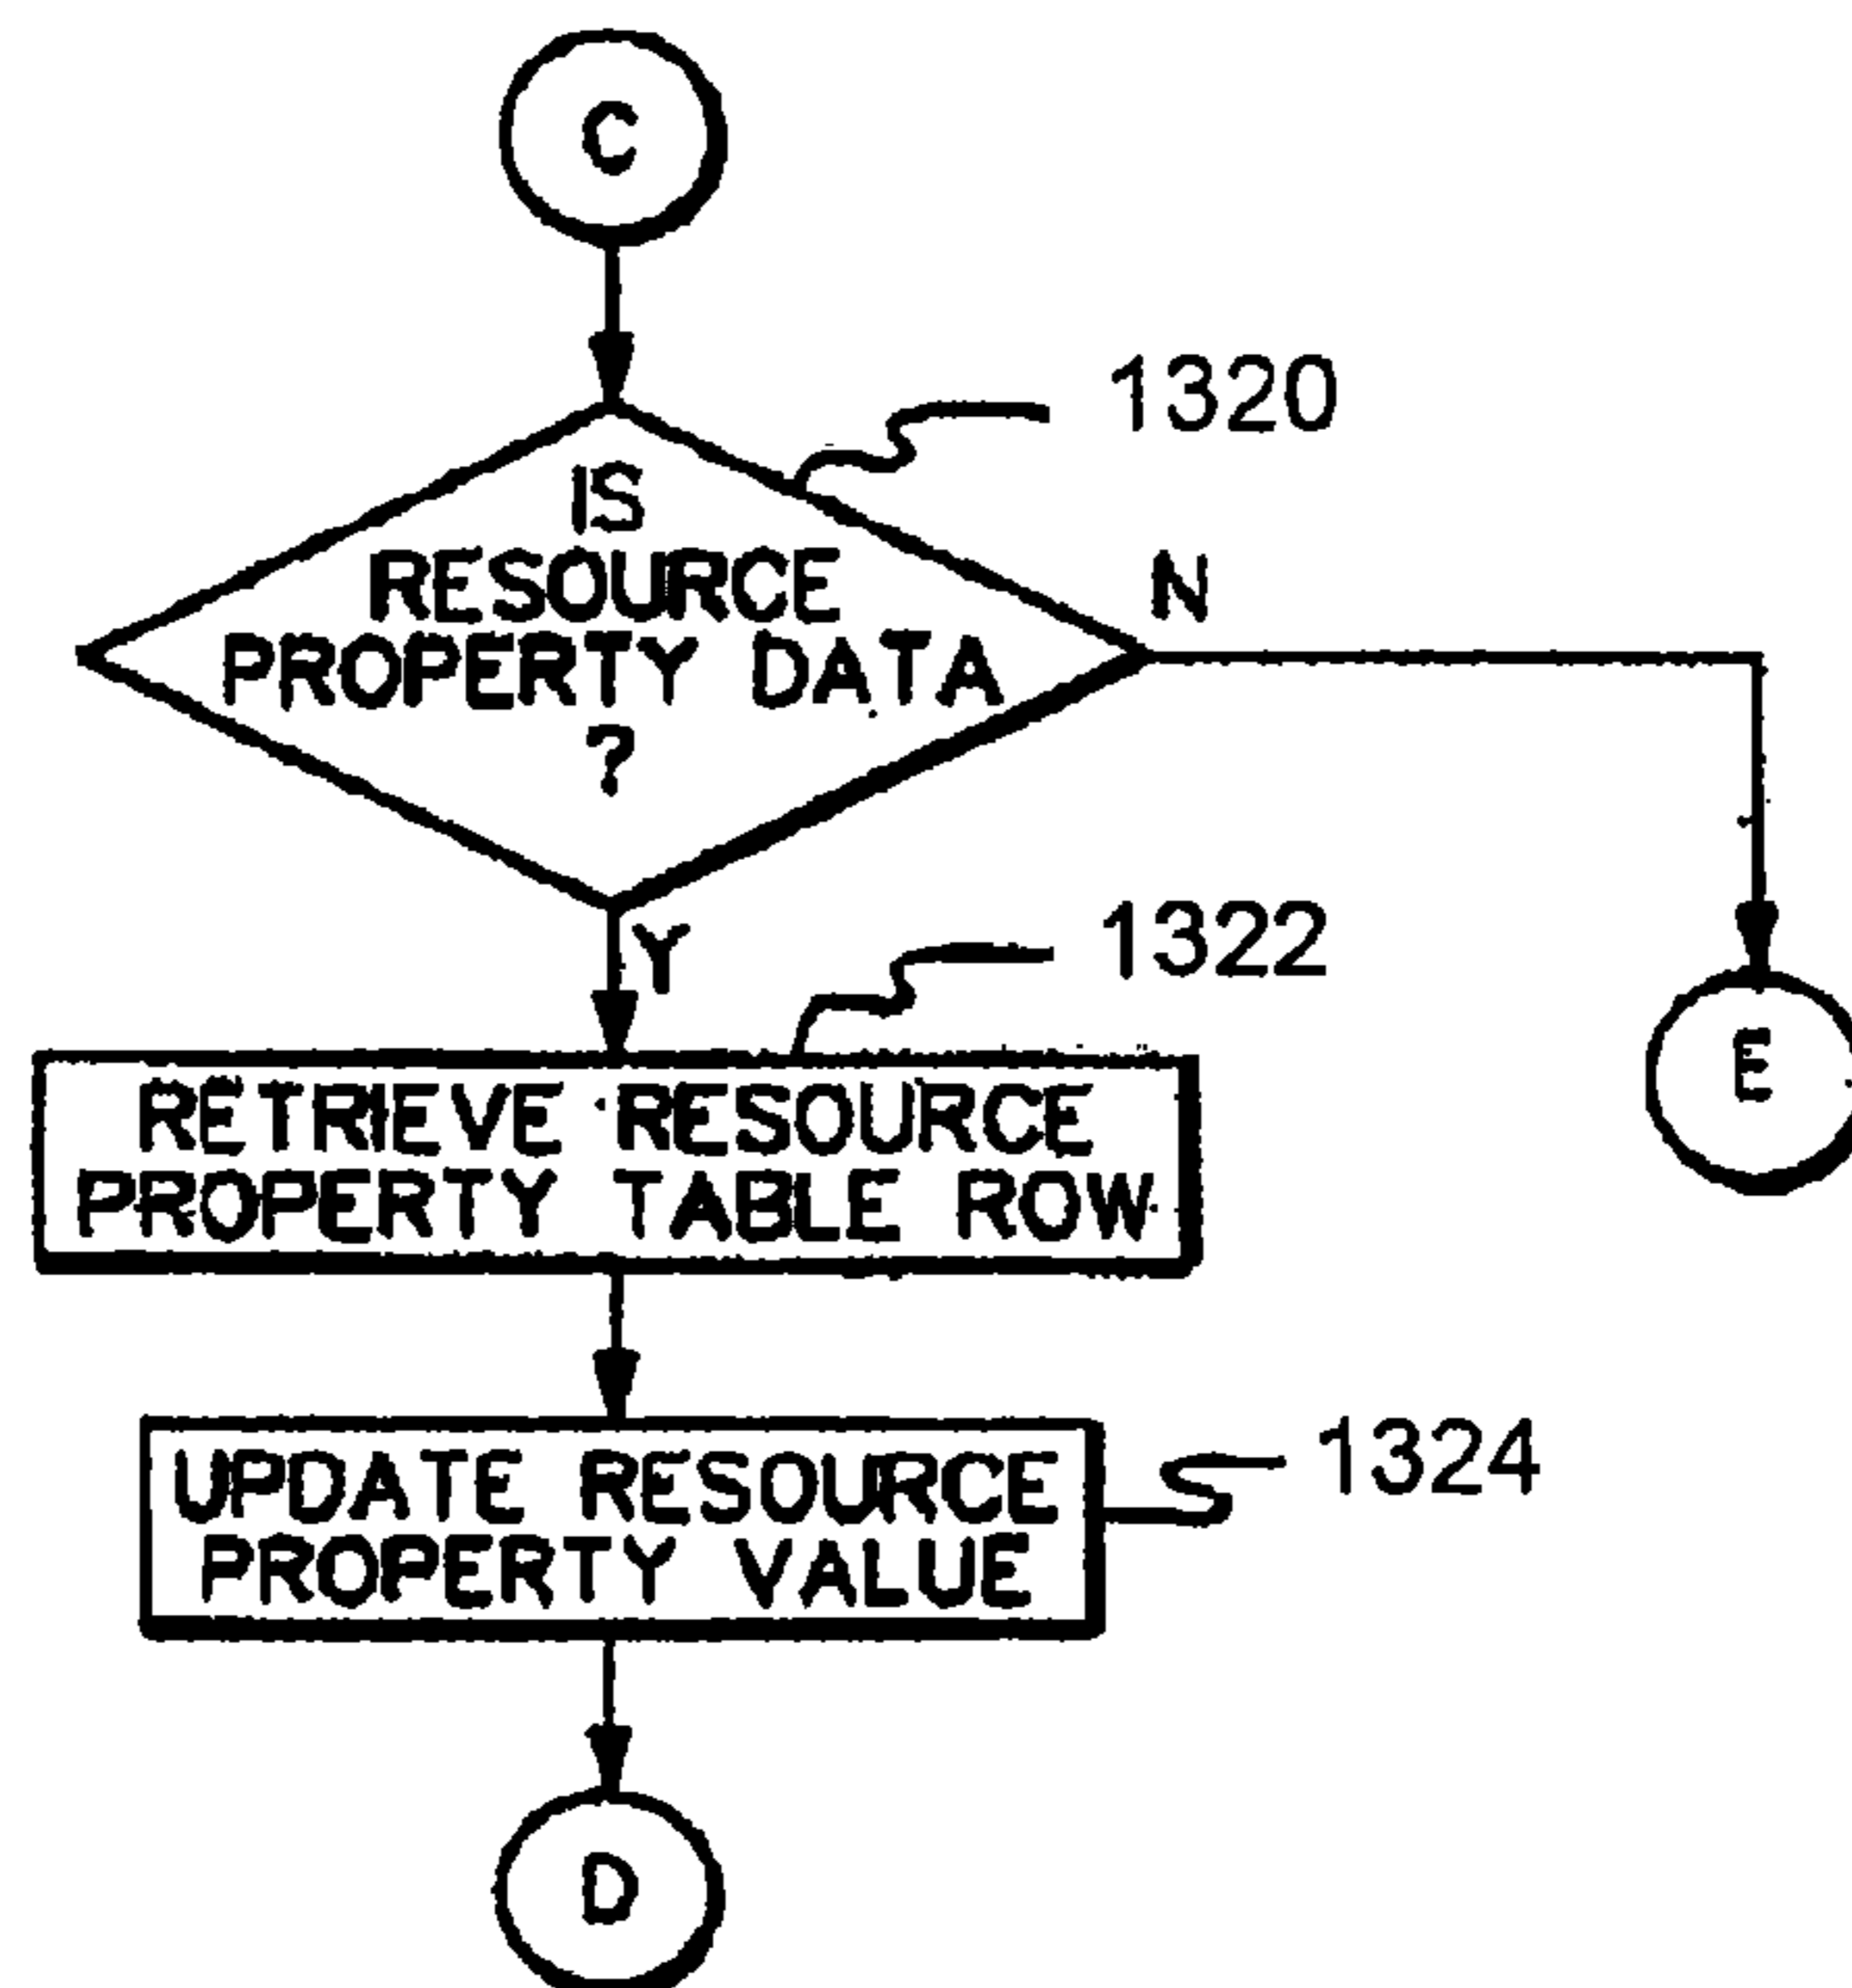 C
1320
IS
RESOURCE
PROPERTY DATA
?
N
Y
1322
E
RETRIEVE RESOURCE
PROPERTY TABLE ROW
UPDATE RESOURCE
PROPERTY VALUE
1324
D